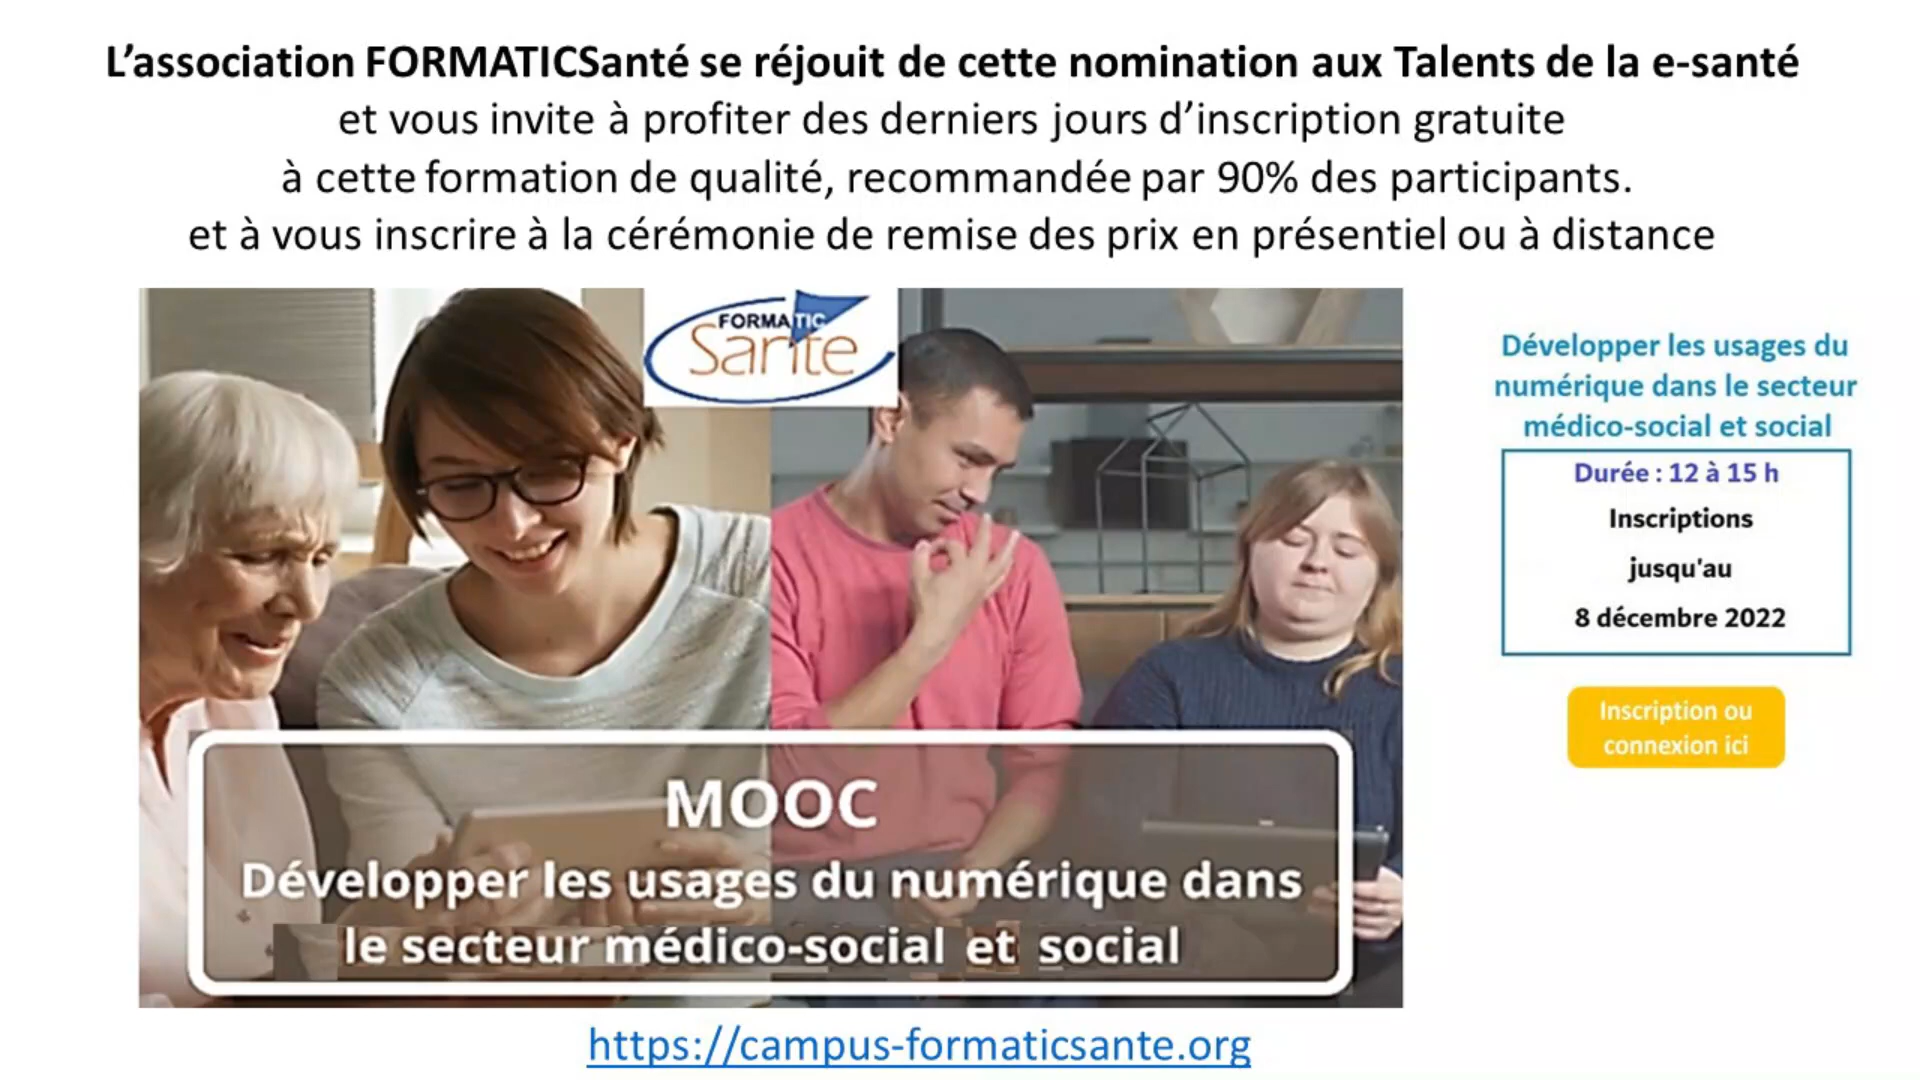 L’association FORMATICSanté se réjouit de cette nomination aux Talents de la e-santé
et vous invite à profiter des derniers jours d’inscription gratuite
à cette formation de qualité, recommandée par 90% des participants.
et à vous inscrire à la cérémonie de remise des prix en présentiel ou à distance
FORMATIC
Santé
Développer les usages du
numérique dans le secteur
médico-social et social
Durée : 12 à 15 h
Inscriptions
jusqu'au
8 décembre 2022
Inscription ou
connexion ici
MOOC
Développer les usages du numérique dans
le secteur médico-social et social
https://campus-formaticsante.org